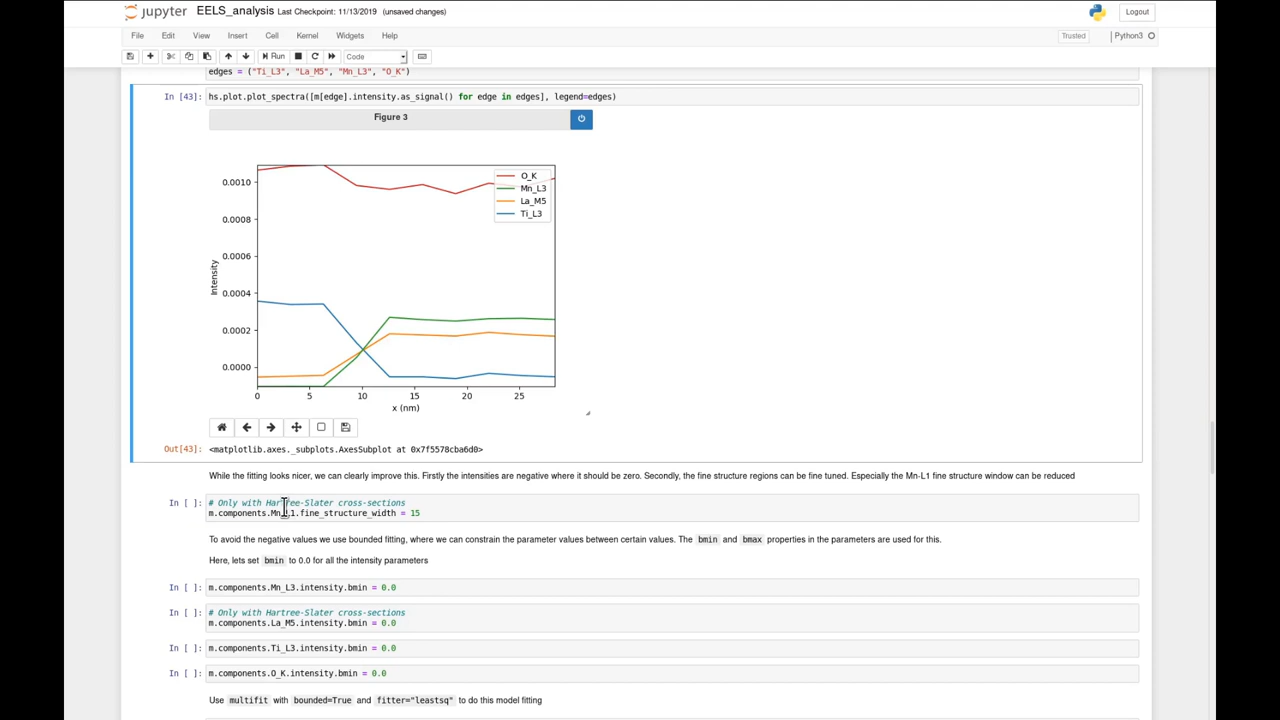 jupyter EELS_analysis Last Checkpoint: 11/13/2019 (unsaved changes) Logout
File Edit View Insert Cell Kernel Widgets Help Trusted Python3
Run Code
edges = ("Ti_L3", "La_M5", "Mn_L3", "O_K")
In [43]: hs.plot.plot_spectra([m[edge].intensity.as_signal() for edge in edges], legend=edges)
Figure 3
O_K
Mn_L3
La_M5
Ti_L3
0.0010
0.0008
0.0006
0.0004
0.0002
0.0000
Intensity
0 5 10 15 20 25
x (nm)
Out[43]: <matplotlib.axes._subplots.AxesSubplot at 0x7f5578cba6d0>
While the fitting looks nicer, we can clearly improve this. Firstly the intensities are negative where it should be zero. Secondly, the fine structure regions can be fine tuned. Especially the Mn-L1 fine structure window can be reduced
In [ ]: # Only with Hartree-Slater cross-sections
m.components.Mn_L1.fine_structure_width = 15
To avoid the negative values we use bounded fitting, where we can constrain the parameter values between certain values. The bmin and bmax properties in the parameters are used for this.
Here, lets set bmin to 0.0 for all the intensity parameters
In [ ]: m.components.Mn_L3.intensity.bmin = 0.0
In [ ]: # Only with Hartree-Slater cross-sections
m.components.La_M5.intensity.bmin = 0.0
In [ ]: m.components.Ti_L3.intensity.bmin = 0.0
In [ ]: m.components.O_K.intensity.bmin = 0.0
Use multifit with bounded=True and fitter="leastsq" to do this model fitting